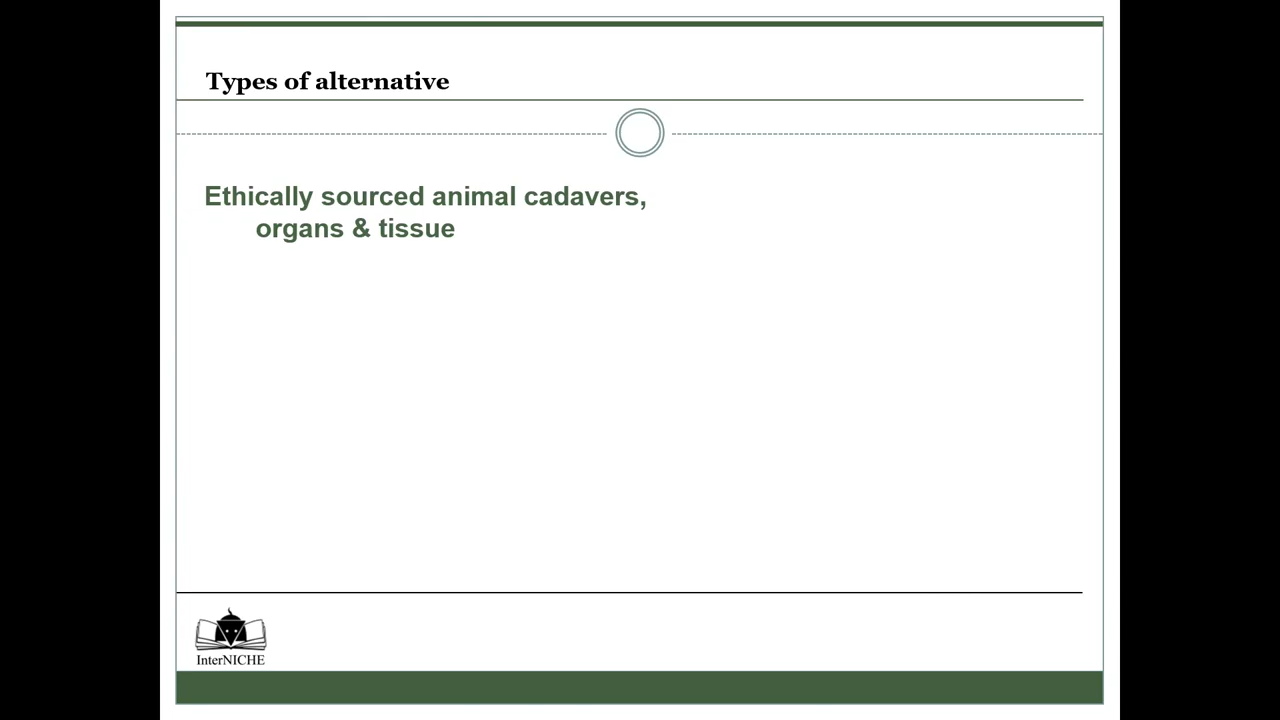 Types of alternative
Ethically sourced animal cadavers,
organs & tissue
InterNICHE